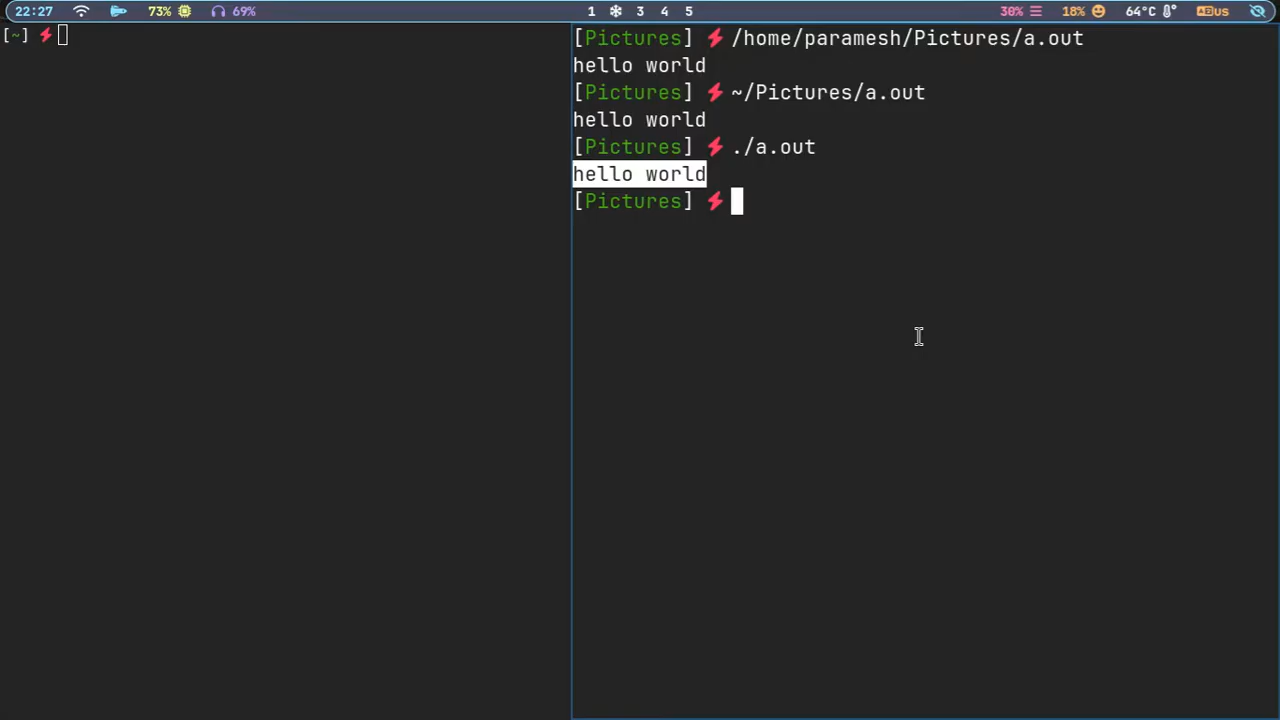 22:27 73% 69% 1 3 4 5 30% 18% 64°C us
[~]
[Pictures] /home/paramesh/Pictures/a.out
hello world
[Pictures] ~/Pictures/a.out
hello world
[Pictures] ./a.out
hello world
[Pictures]